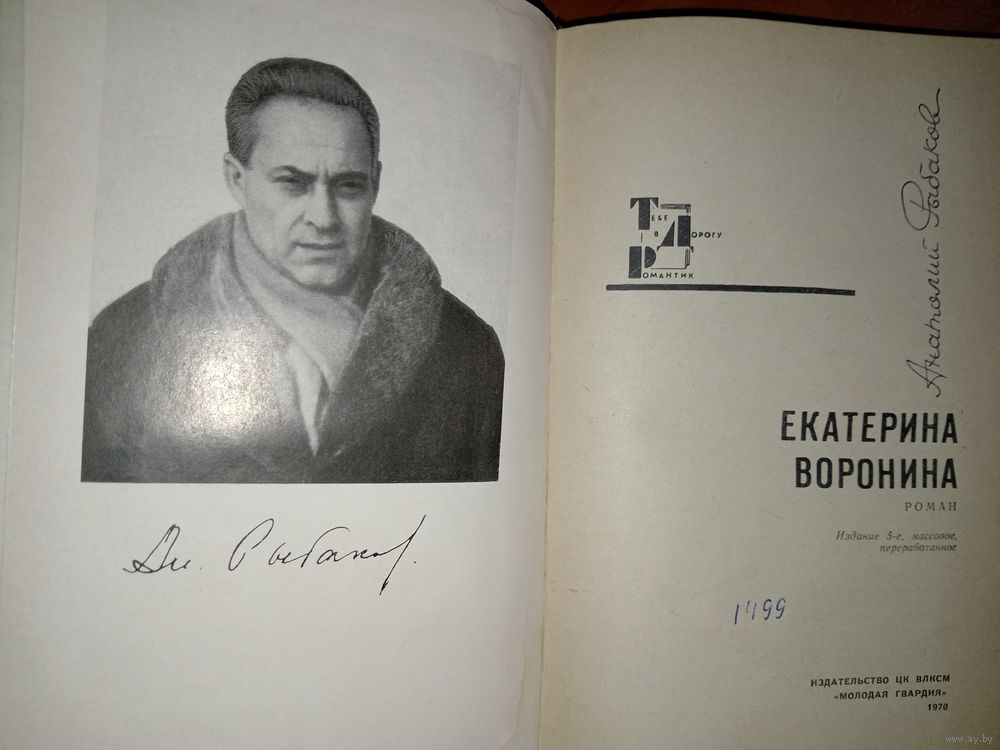 Ан. Рыбаков.
Анатолий Рыбаков
Тебе
в Дорогу
Романтик
ЕКАТЕРИНА
ВОРОНИНА
РОМАН
Издание 5-е, массовое,
переработанное
1499
ИЗДАТЕЛЬСТВО ЦК ВЛКСМ
«МОЛОДАЯ ГВАРДИЯ»
1970
www.ay.by